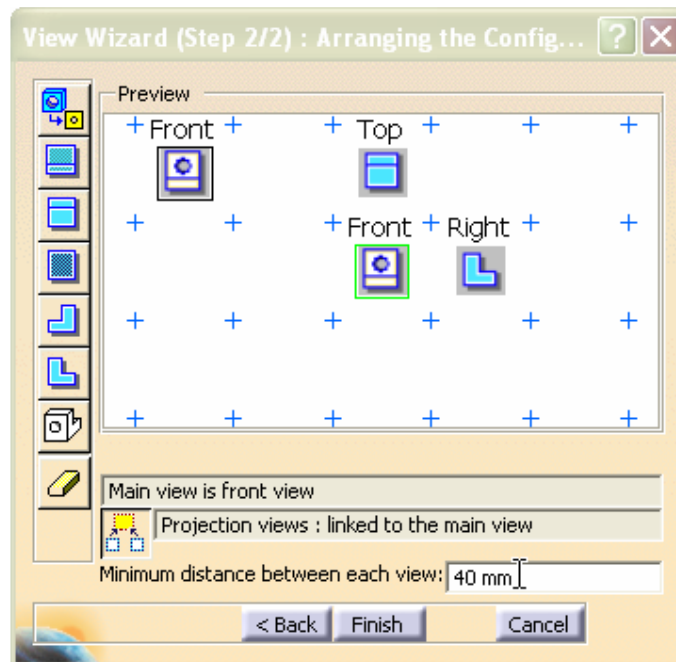 View Wizard (Step 2/2) : Arranging the Config...
Preview
Front Top
Front Right
Main view is front view
Projection views : linked to the main view
Minimum distance between each view: 40 mm
< Back Finish Cancel